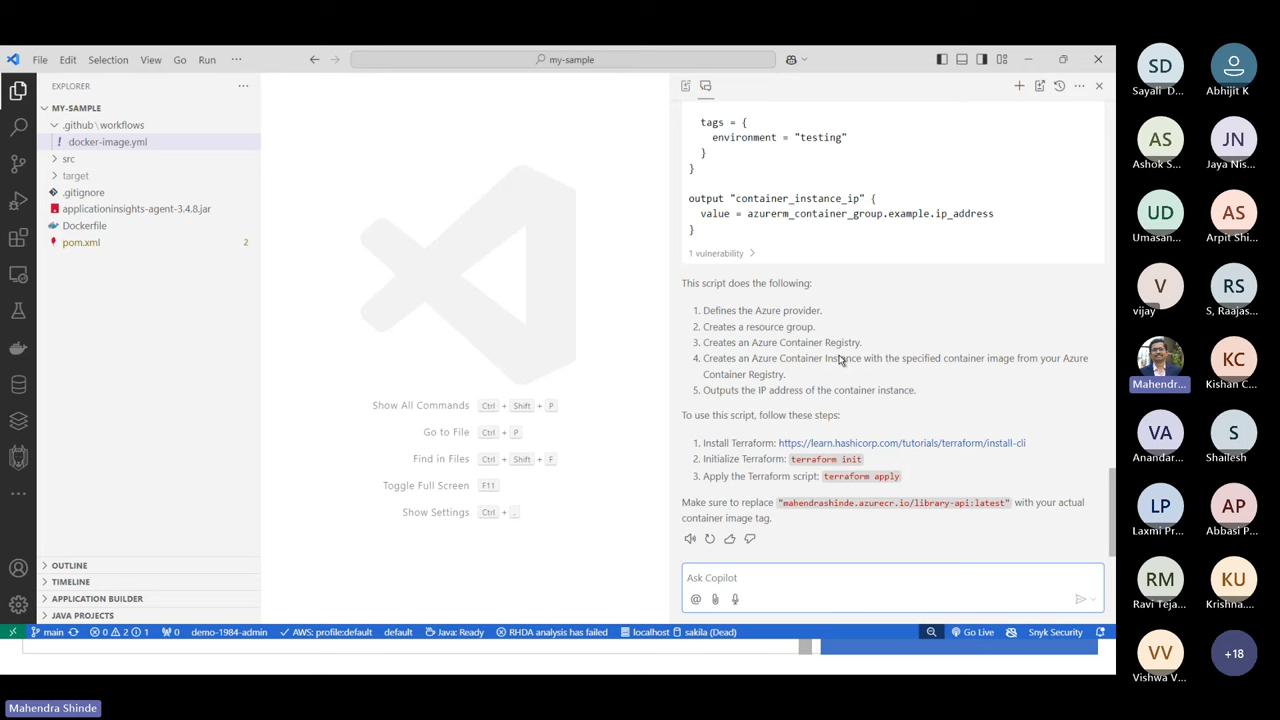 File Edit Selection View Go Run ···
my-sample
EXPLORER
MY-SAMPLE
.github\workflows
docker-image.yml
src
target
.gitignore
applicationinsights-agent-3.4.8.jar
Dockerfile
pom.xml 2
OUTLINE
TIMELINE
APPLICATION BUILDER
JAVA PROJECTS
Show All Commands Ctrl + Shift + P
Go to File Ctrl + P
Find in Files Ctrl + Shift + F
Toggle Full Screen F11
Show Settings Ctrl + ,
tags = {
environment = "testing"
}
}
output "container_instance_ip" {
value = azurerm_container_group.example.ip_address
}
1 vulnerability
This script does the following:
1. Defines the Azure provider.
2. Creates a resource group.
3. Creates an Azure Container Registry.
4. Creates an Azure Container Instance with the specified container image from your Azure
Container Registry.
5. Outputs the IP address of the container instance.
To use this script, follow these steps:
1. Install Terraform: https://learn.hashicorp.com/tutorials/terraform/install-cli
2. Initialize Terraform: terraform init
3. Apply the Terraform script: terraform apply
Make sure to replace "mahendrashinde.azurecr.io/library-api:latest" with your actual
container image tag.
Ask Copilot
@
main 0 2 1 0 demo-1984-admin AWS: profile:default default Java: Ready RHDA analysis has failed localhost sakila (Dead) Go Live Snyk Security
SD
Sayali D...
Abhijit K
AS
Ashok S...
JN
Jaya Nis...
UD
Umasan...
AS
Arpit Shi...
V
vijay
RS
S, Raajas...
Mahendr...
KC
Kishan C...
VA
Anandar...
S
Shailesh
LP
Laxmi Pr...
AP
Abbasi P...
RM
Ravi Teja...
KU
Krishna...
VV
Vishwa V...
+18
Mahendra Shinde